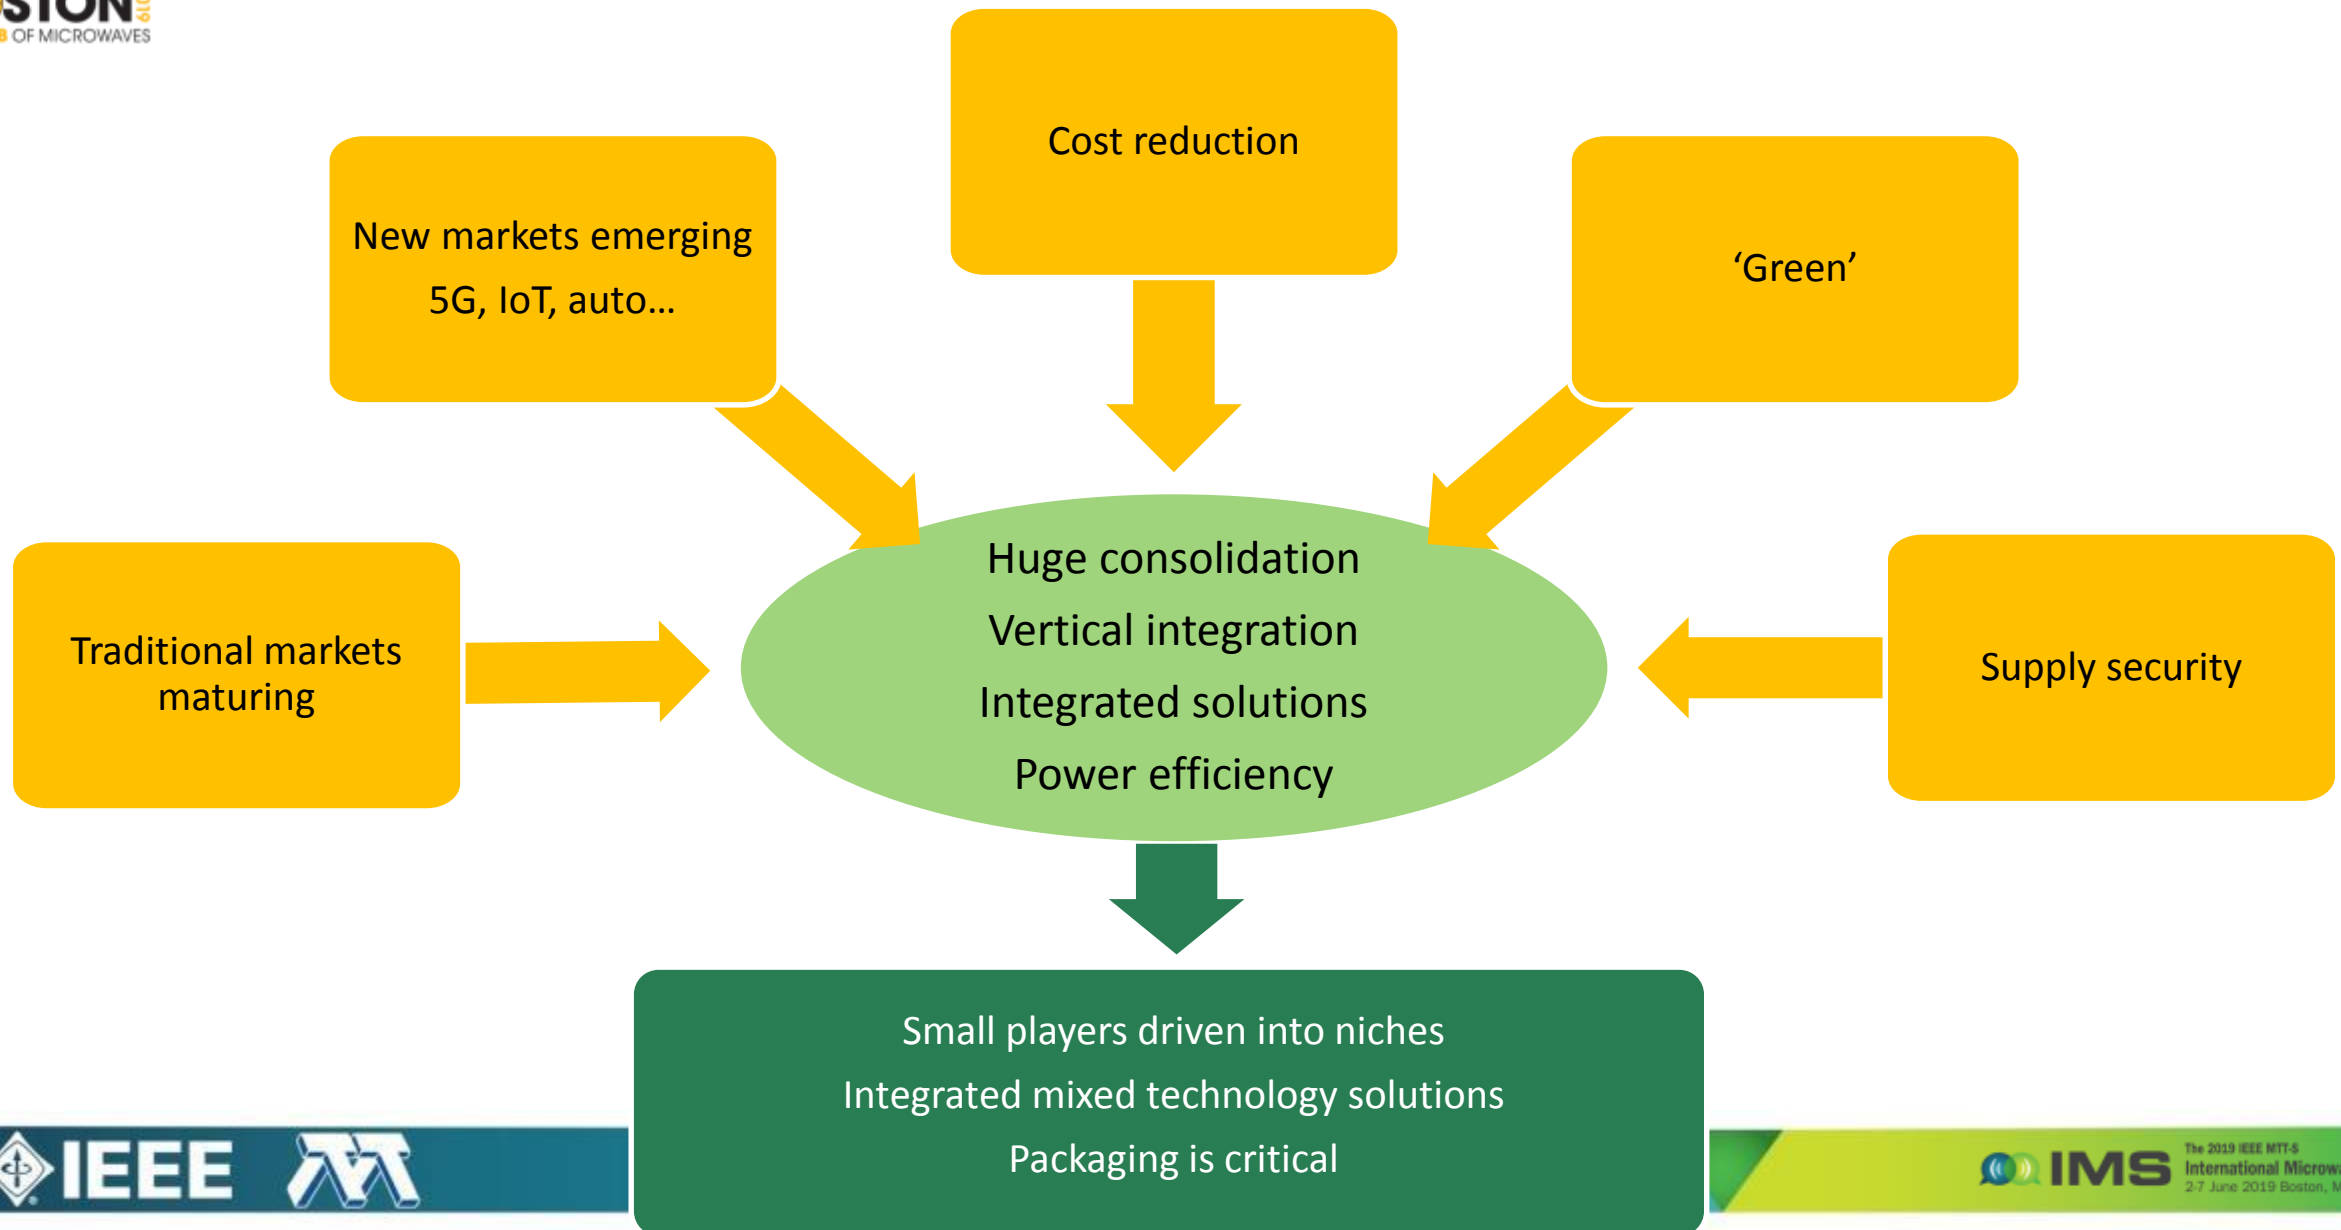 OF MICROWAVES
Cost reduction
New markets emerging
5G, IoT, auto…
‘Green’
Huge consolidation
Vertical integration
Integrated solutions
Power efficiency
Traditional markets
maturing
Supply security
Small players driven into niches
Integrated mixed technology solutions
Packaging is critical
IEEE
IMS
The 2019 IEEE MTT-S
International
2-7 June 2019 Boston,